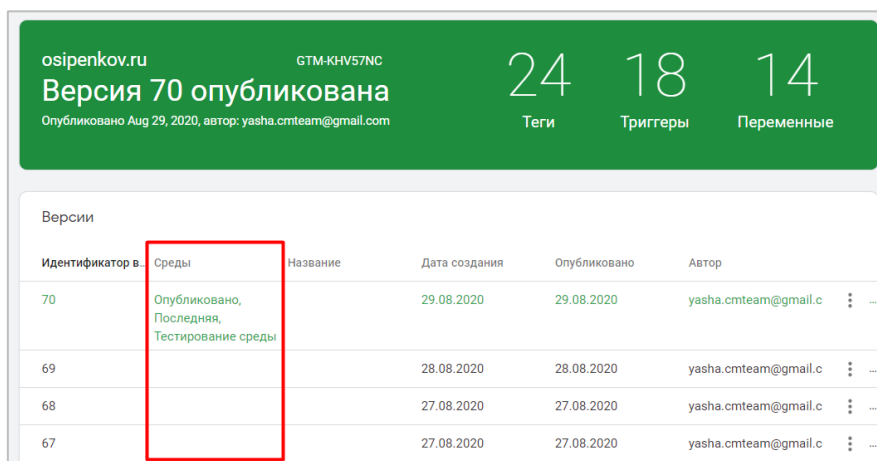 osipenkov.ru GTM-KHV57NC 24 18 14
Версия 70 опубликована
Опубликовано Aug 29, 2020, автор: yasha.cmteam@gmail.com Теги Триггеры Переменные
Версии
Идентификатор в... Среды Название Дата создания Опубликовано Автор
70 Опубликовано, 29.08.2020 29.08.2020 yasha.cmteam@gmail.c ...
Последняя,
Тестирование среды
69 28.08.2020 28.08.2020 yasha.cmteam@gmail.c ...
68 27.08.2020 27.08.2020 yasha.cmteam@gmail.c ...
67 27.08.2020 27.08.2020 yasha.cmteam@gmail.c ...